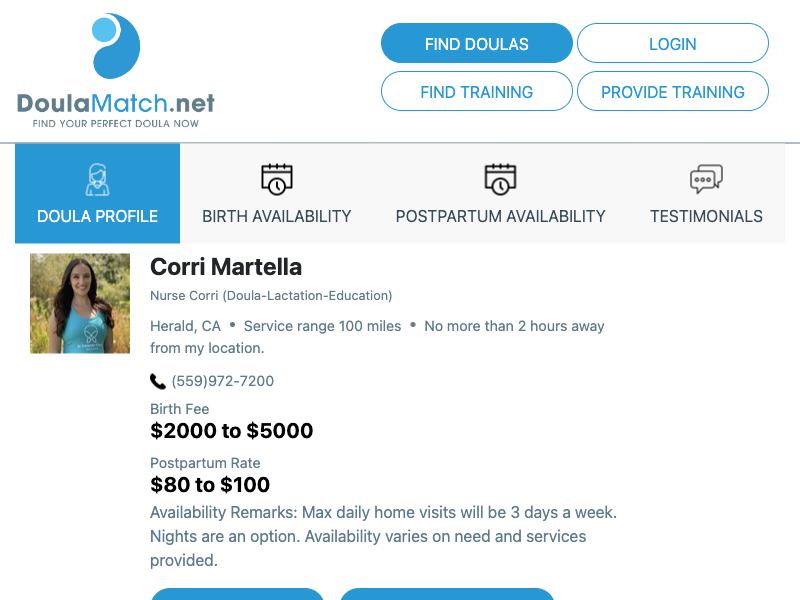 DoulaMatch.net
FIND YOUR PERFECT DOULA NOW
FIND DOULAS
LOGIN
FIND TRAINING
PROVIDE TRAINING
DOULA PROFILE
BIRTH AVAILABILITY
POSTPARTUM AVAILABILITY
TESTIMONIALS
Corri Martella
Nurse Corri (Doula-Lactation-Education)
Herald, CA • Service range 100 miles • No more than 2 hours away
from my location.
(559)972-7200
Birth Fee
$2000 to $5000
Postpartum Rate
$80 to $100
Availability Remarks: Max daily home visits will be 3 days a week.
Nights are an option. Availability varies on need and services
provided.